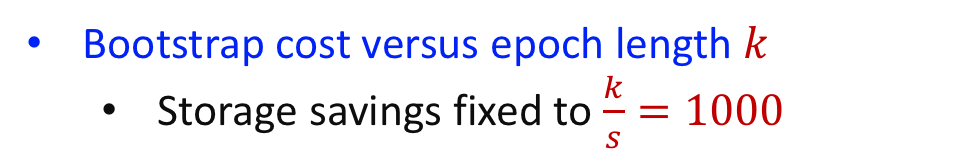 • Bootstrap cost versus epoch length k
• Storage savings fixed to k/s = 1000